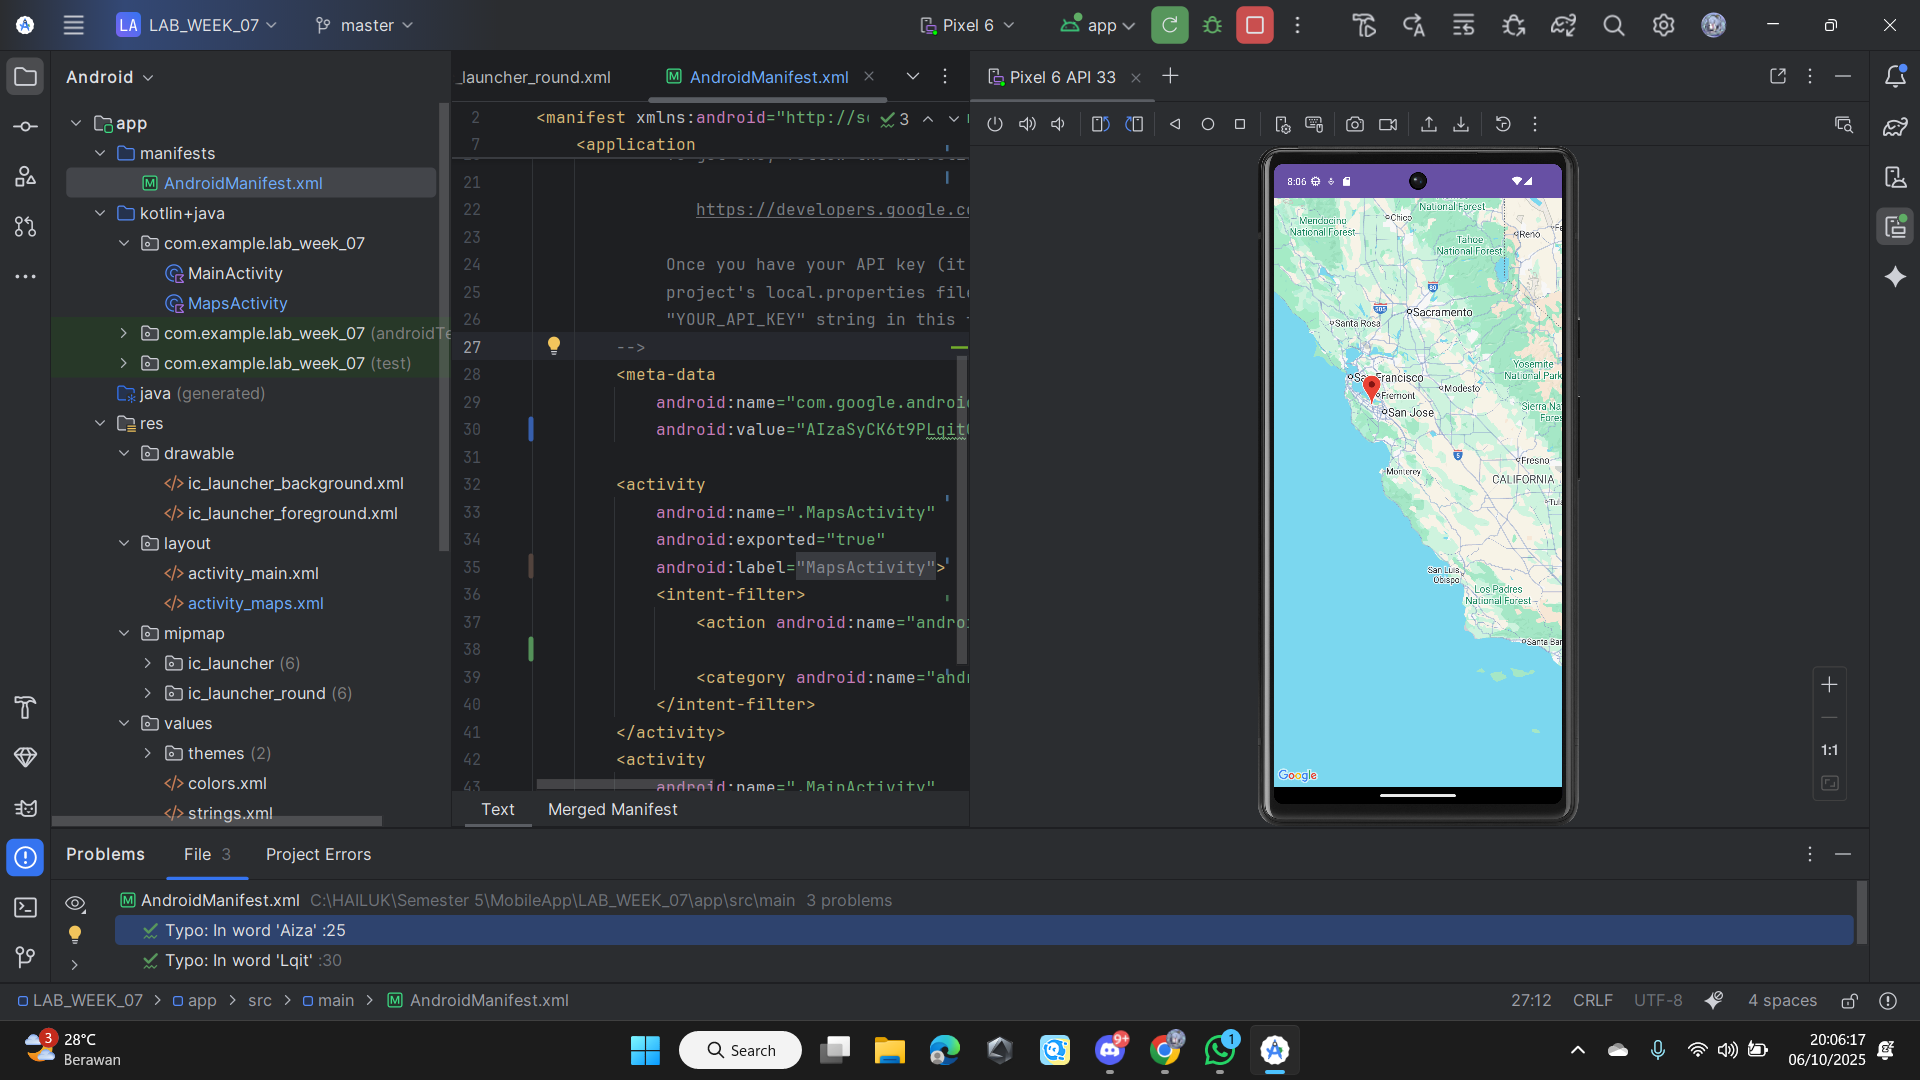 LA LAB_WEEK_07 master Pixel 6 app
Android
app
manifests
AndroidManifest.xml
kotlin+java
com.example.lab_week_07
MainActivity
MapsActivity
com.example.lab_week_07 (androidTe
com.example.lab_week_07 (test)
java (generated)
res
drawable
ic_launcher_background.xml
ic_launcher_foreground.xml
layout
activity_main.xml
activity_maps.xml
mipmap
ic_launcher (6)
ic_launcher_round (6)
values
themes (2)
colors.xml
strings.xml
_launcher_round.xml AndroidManifest.xml
3
2 <manifest xmlns:android="http://s
7 <application
21
22 https://developers.google.c
23
24 Once you have your API key (it
25 project's local.properties file
26 "YOUR_API_KEY" string in this
27 -->
28 <meta-data
29 android:name="com.google.androi
30 android:value="AIzaSyCK6t9PLqit
31
32 <activity
33 android:name=".MapsActivity"
34 android:exported="true"
35 android:label="MapsActivity">
36 <intent-filter>
37 <action android:name="andro
38
39 <category android:name="andr
40 </intent-filter>
41 </activity>
42 <activity
43 android:name=".MainActivity"
Text Merged Manifest
Pixel 6 API 33
8:06
National Forest
Mendocino
National Forest
Chico
Reno
Tahoe
National Forest
80
505
Sacramento
Santa Rosa
Yosemite
National Park
San Francisco
Modesto
Fremont
San Jose
Sierra Na
Fores
5
Fresno
Monterey
CALIFORNIA
Tul
San Luis
Obispo
Los Padres
National Forest
Santa Bar
Google
1:1
Problems File 3 Project Errors
AndroidManifest.xml C:\HAILUK\Semester 5\MobileApp\LAB_WEEK_07\app\src\main 3 problems
Typo: In word 'Aiza' :25
Typo: In word 'Lqit' :30
LAB_WEEK_07 > app > src > main > AndroidManifest.xml
27:12 CRLF UTF-8 4 spaces
3
28°C
Berawan
Search
9+
1
20:06:17
06/10/2025